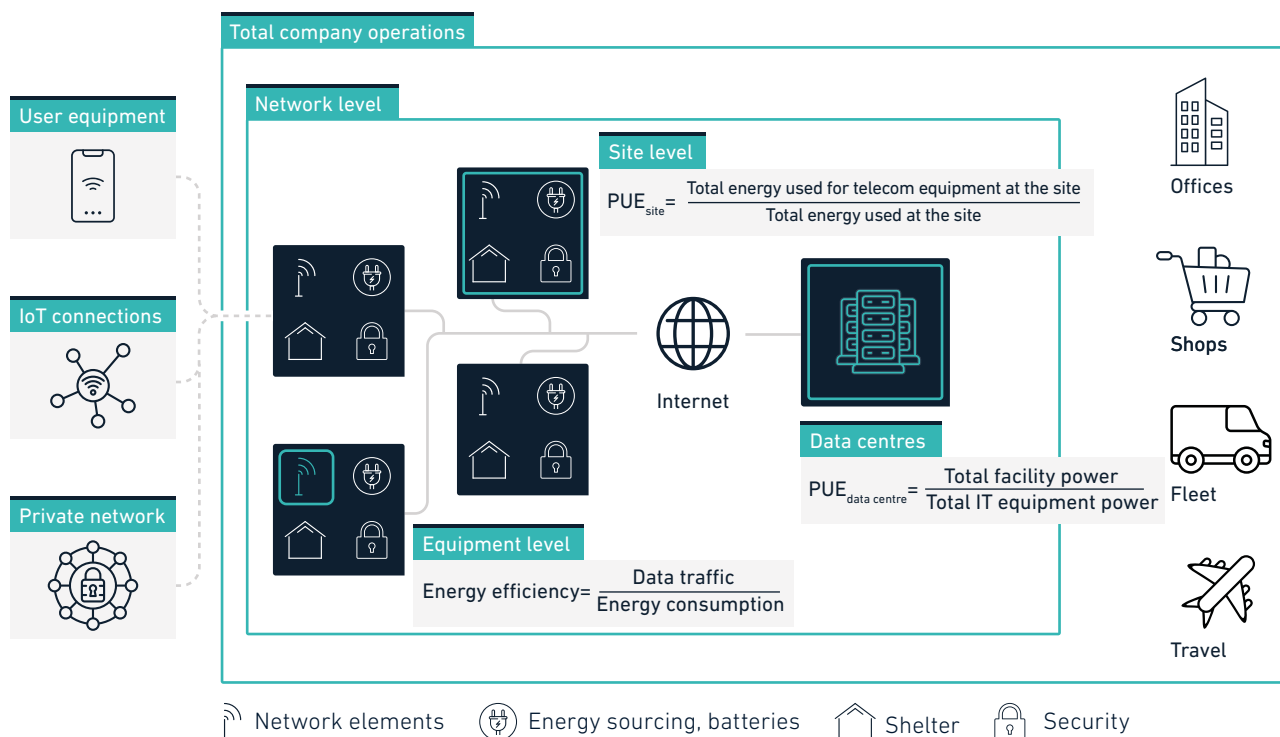 Total company operations
Network level
User equipment
IoT connections
Private network
Site level
PUEsite= Total energy used for telecom equipment at the site
Total energy used at the site
Internet
Data centres
PUEdata centre= Total facility power
Total IT equipment power
Equipment level
Energy efficiency= Data traffic
Energy consumption
Offices
Shops
Fleet
Travel
Network elements
Energy sourcing, batteries
Shelter
Security